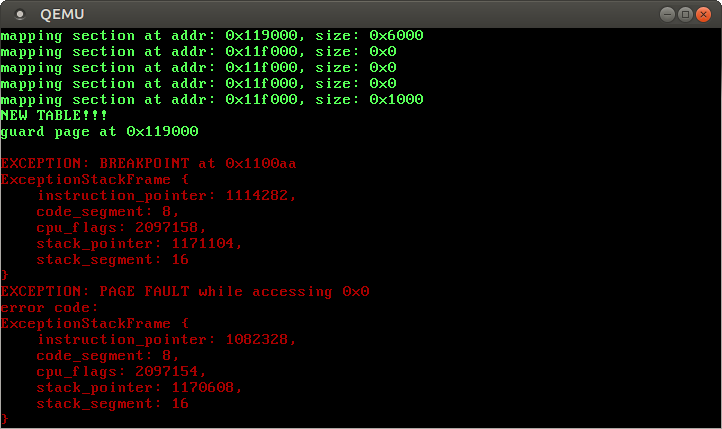 QEMU
mapping section at addr: 0x119000, size: 0x6000
mapping section at addr: 0x11f000, size: 0x0
mapping section at addr: 0x11f000, size: 0x0
mapping section at addr: 0x11f000, size: 0x0
mapping section at addr: 0x11f000, size: 0x1000
NEW TABLE!!!
guard page at 0x119000
EXCEPTION: BREAKPOINT at 0x1100aa
ExceptionStackFrame {
    instruction_pointer: 1114282,
    code_segment: 8,
    cpu_flags: 2097158,
    stack_pointer: 1171104,
    stack_segment: 16
}
EXCEPTION: PAGE FAULT while accessing 0x0
error code:
ExceptionStackFrame {
    instruction_pointer: 1082328,
    code_segment: 8,
    cpu_flags: 2097154,
    stack_pointer: 1170608,
    stack_segment: 16
}